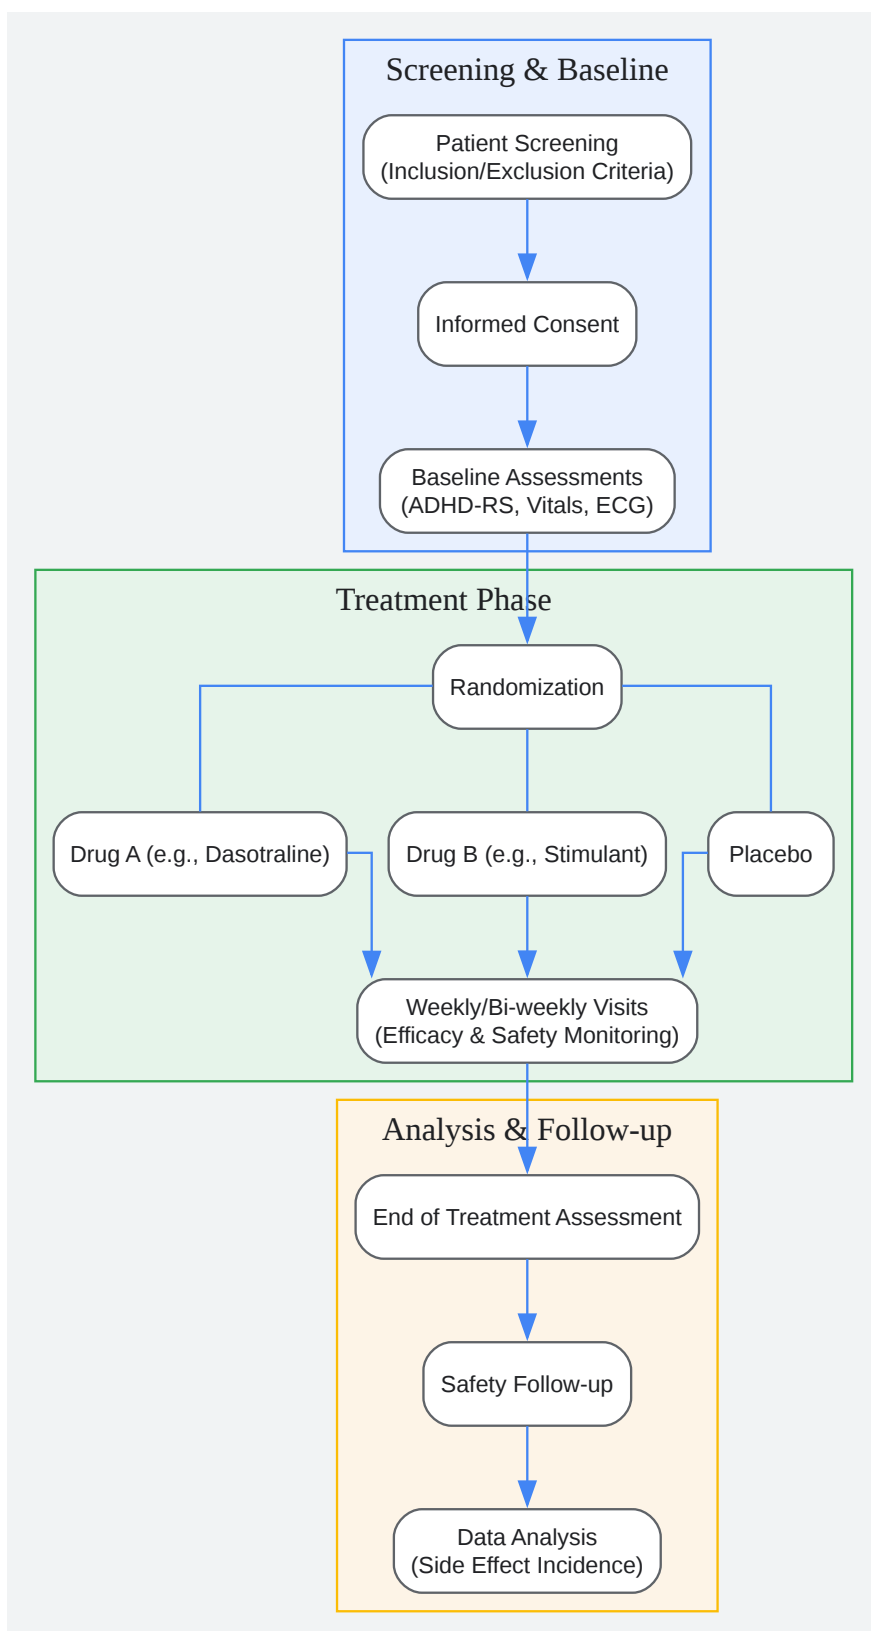 Screening & Baseline
Patient Screening
(Inclusion/Exclusion Criteria)
Informed Consent
Baseline Assessments
(ADHD-RS, Vitals, ECG)
Treatment Phase
Randomization
Drug A (e.g., Dasotraline)
Drug B (e.g., Stimulant)
Placebo
Weekly/Bi-weekly Visits
(Efficacy & Safety Monitoring)
Analysis & Follow-up
End of Treatment Assessment
Safety Follow-up
Data Analysis
(Side Effect Incidence)